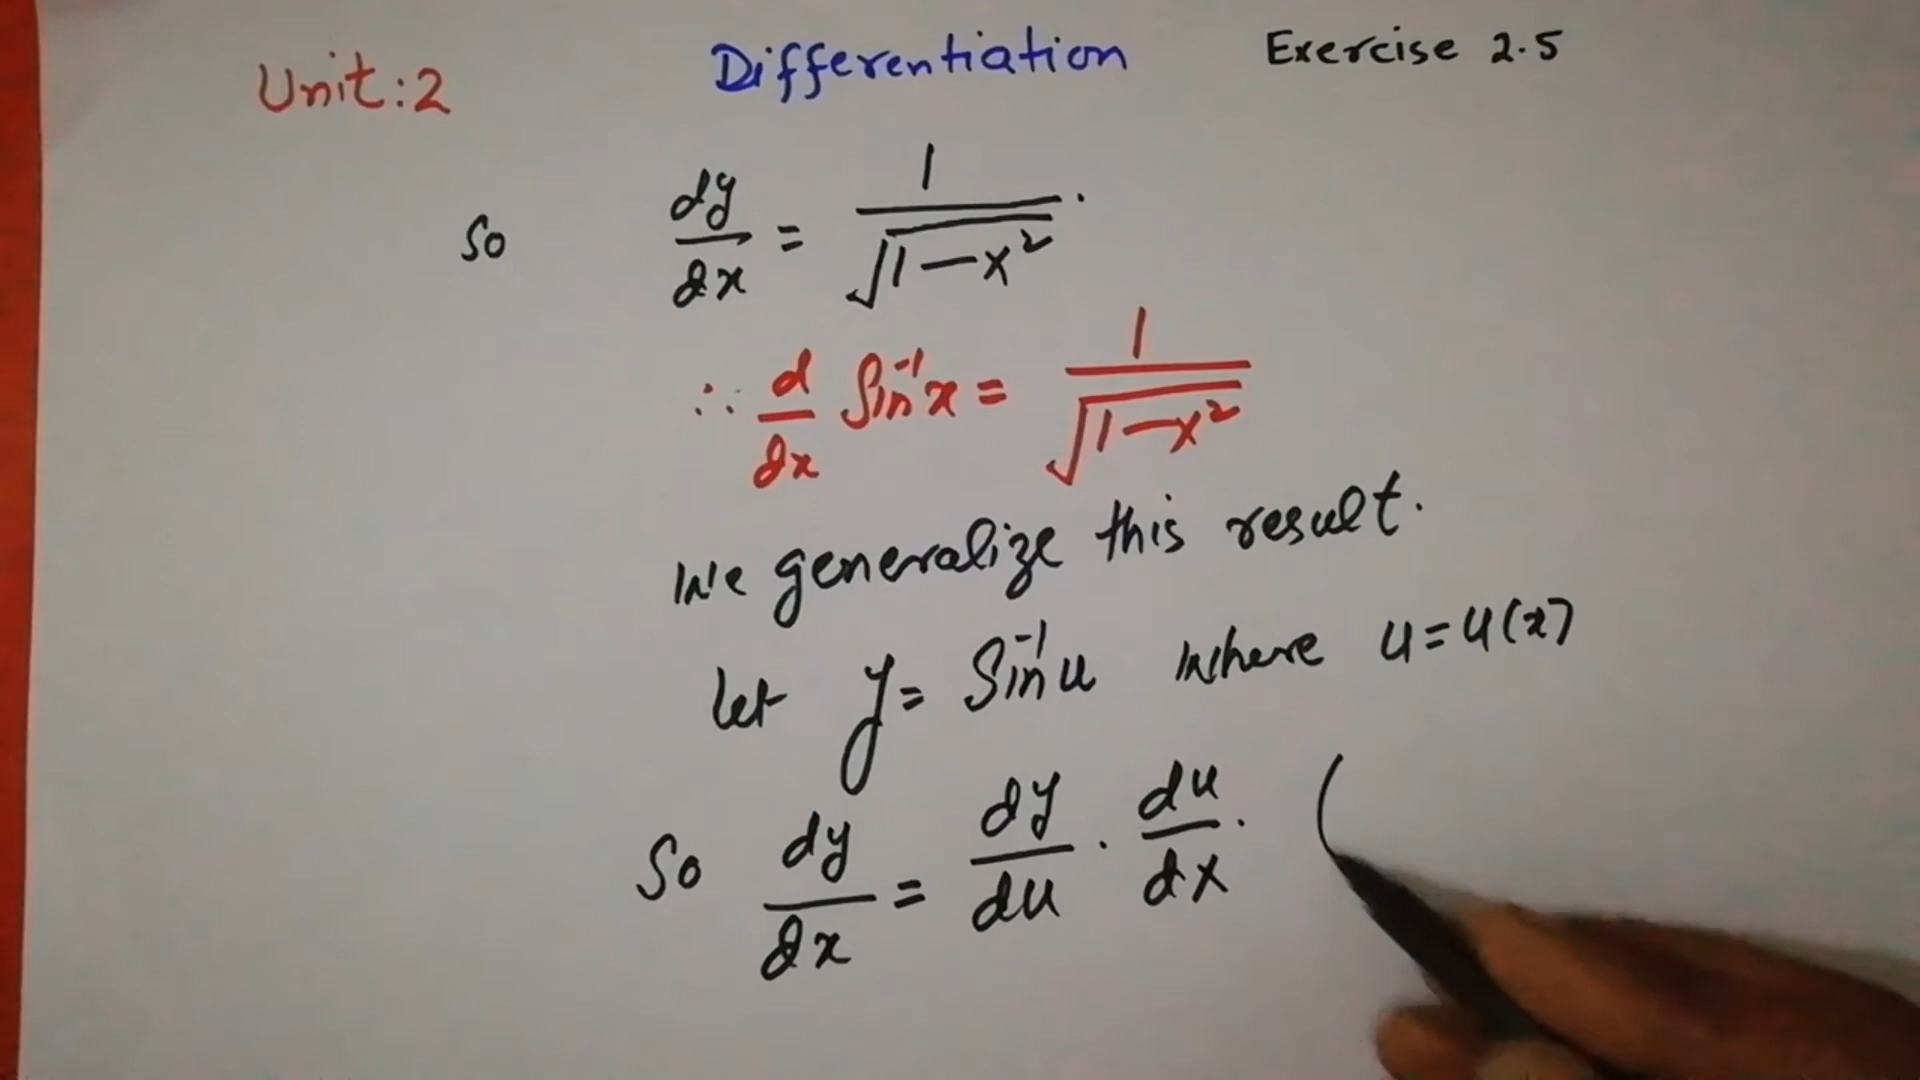 Unit:2 Differentiation Exercise 2.5
So dy/dx = 1/√(1-x²).
∴ d/dx Sin⁻¹x = 1/√(1-x²)
We generalize this result.
let y = Sin⁻¹u where u=u(x)
So dy/dx = dy/du · du/dx. (